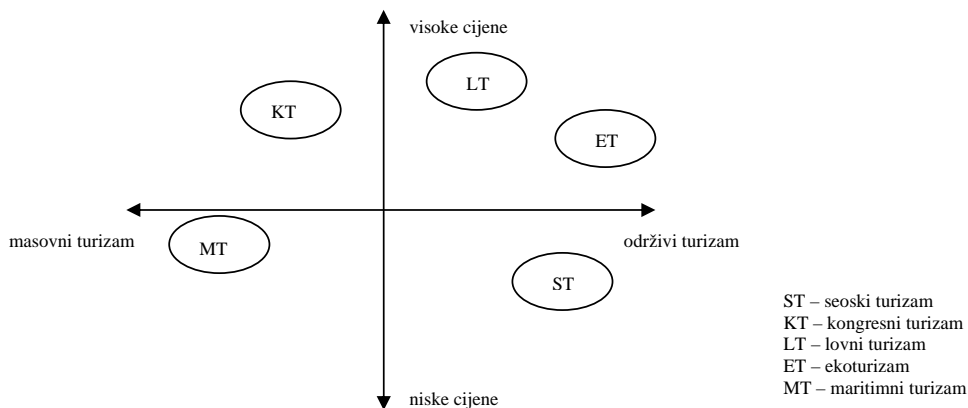 visoke cijene
LT
KT
ET
masovni turizam
održivi turizam
MT
ST
ST – seoski turizam
KT – kongresni turizam
LT – lovni turizam
ET – ekoturizam
MT – maritimni turizam
niske cijene